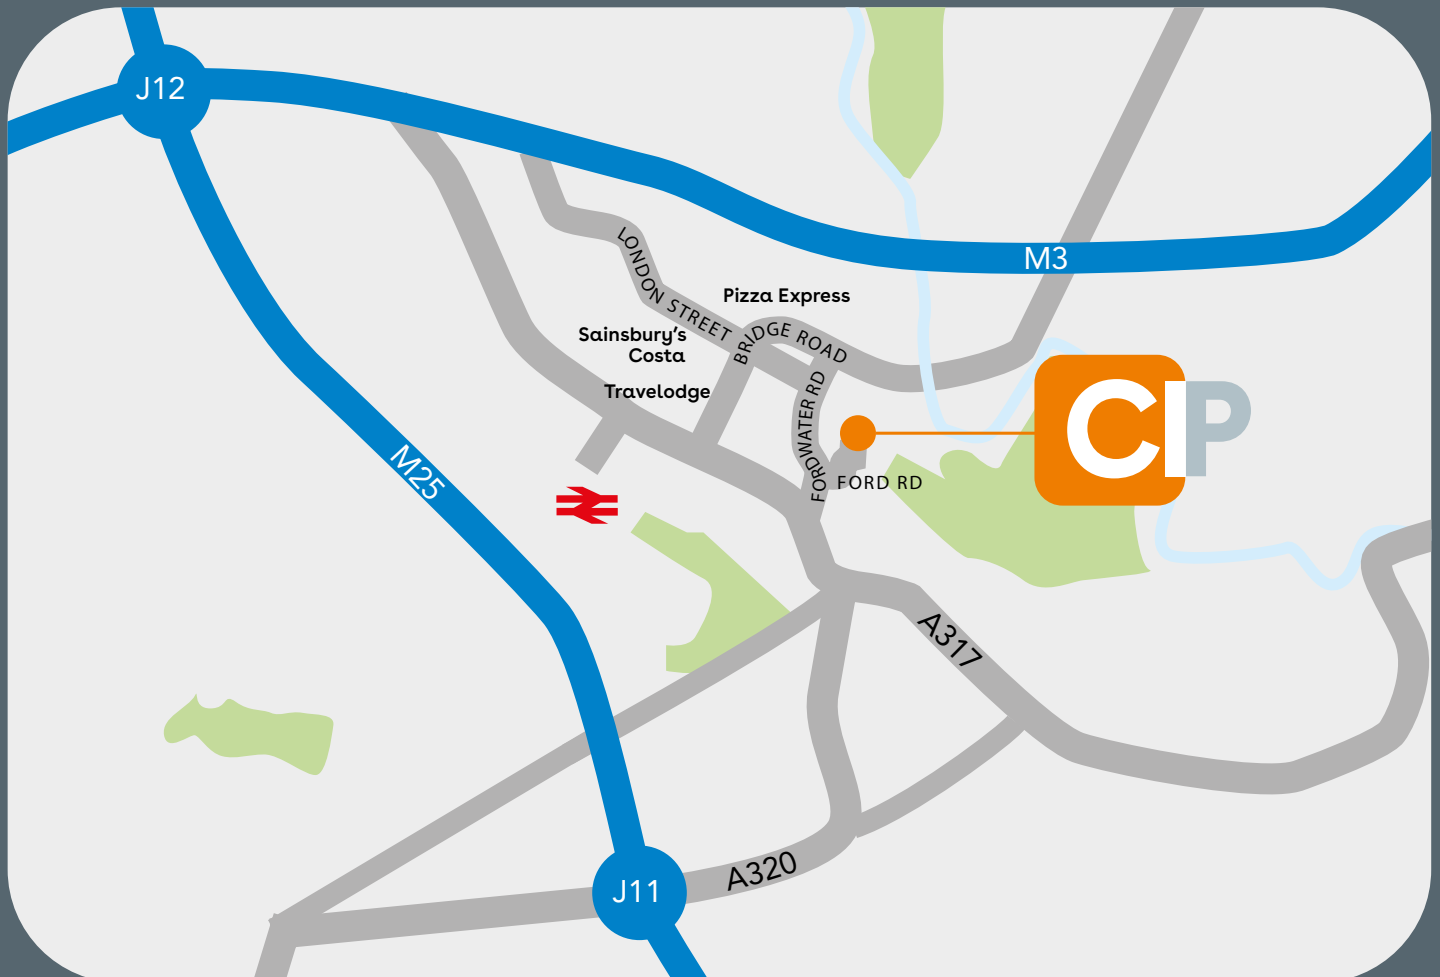 J12
M3
LONDON STREET
Pizza Express
BRIDGE ROAD
Sainsbury's
Costa
Travelodge
FORDWATER RD
CIP
M25
FORD RD
A317
A320
J11